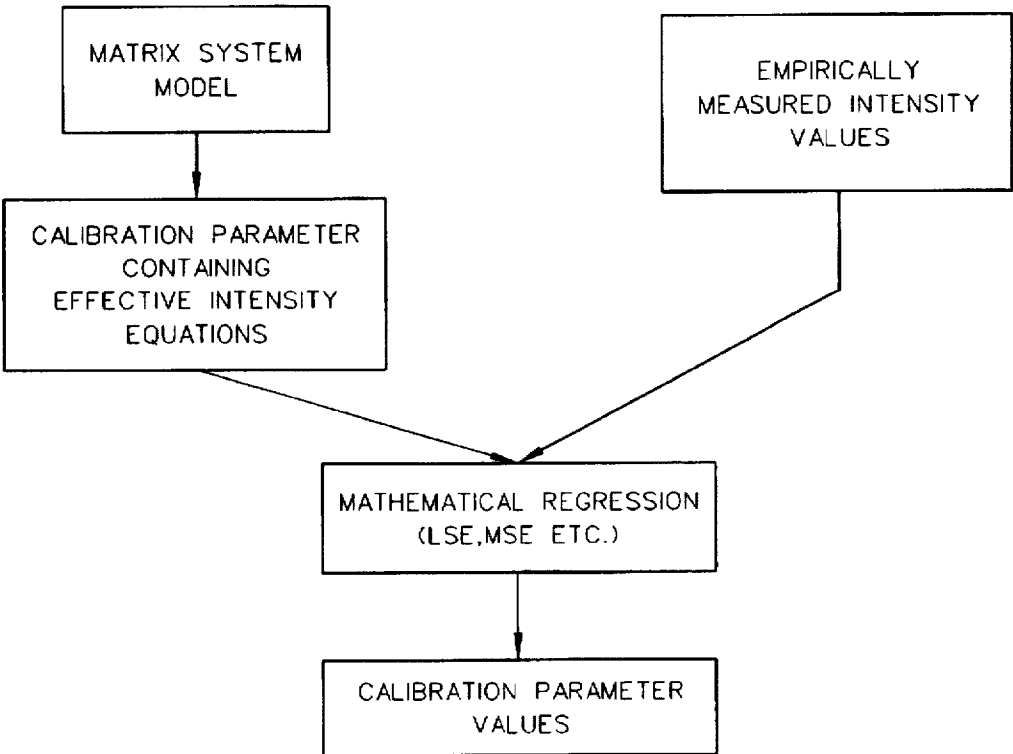 MATRIX SYSTEM
MODEL
EMPIRICALLY
MEASURED INTENSITY
VALUES
CALIBRATION PARAMETER
CONTAINING
EFFECTIVE INTENSITY
EQUATIONS
MATHEMATICAL REGRESSION
(LSE,MSE ETC.)
CALIBRATION PARAMETER
VALUES